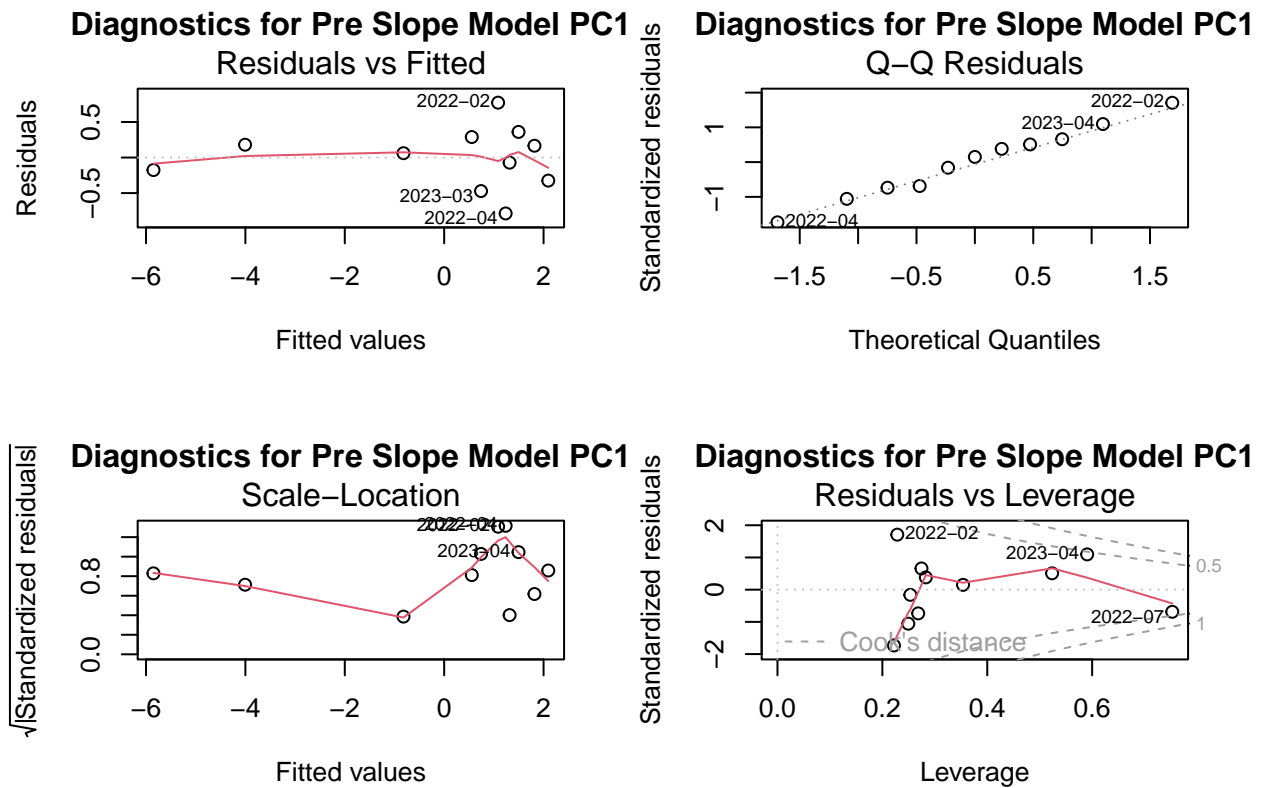 Diagnostics for Pre Slope Model PC1
Residuals vs Fitted
Residuals
0.5
−0.5
2022−02
2023−03
2022−04
−6 −4 −2 0 2
Fitted values
Diagnostics for Pre Slope Model PC1
Q−Q Residuals
Standardized residuals
1
−1
2022−02
2023−04
2022−04
−1.5 −0.5 0.5 1.5
Theoretical Quantiles
Diagnostics for Pre Slope Model PC1
Scale−Location
√|Standardized residuals|
0.8
0.0
2023−04
−6 −4 −2 0 2
Fitted values
Diagnostics for Pre Slope Model PC1
Residuals vs Leverage
Standardized residuals
2
0
−2
2022−02
2023−04
2022−07
0.5
1
Cook's distance
0.0 0.2 0.4 0.6
Leverage